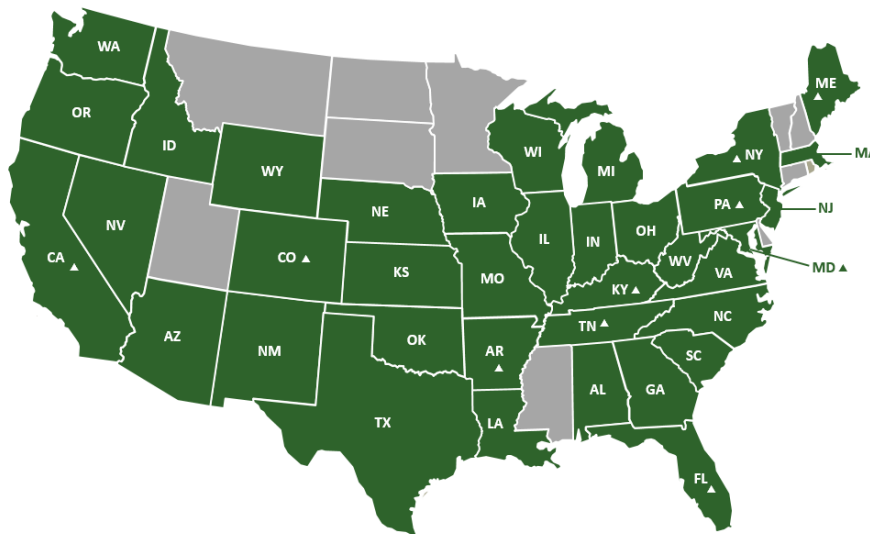 WA
OR
ID
WY
NV
CA ▲
AZ
NM
CO ▲
NE
KS
OK
TX
WI
IA
MO
AR
▲
LA
IL
MI
IN
OH
KY ▲
TN ▲
WV
VA
NC
SC
AL
GA
FL
▲
PA ▲
▲ NY
ME
▲
NJ
MD ▲